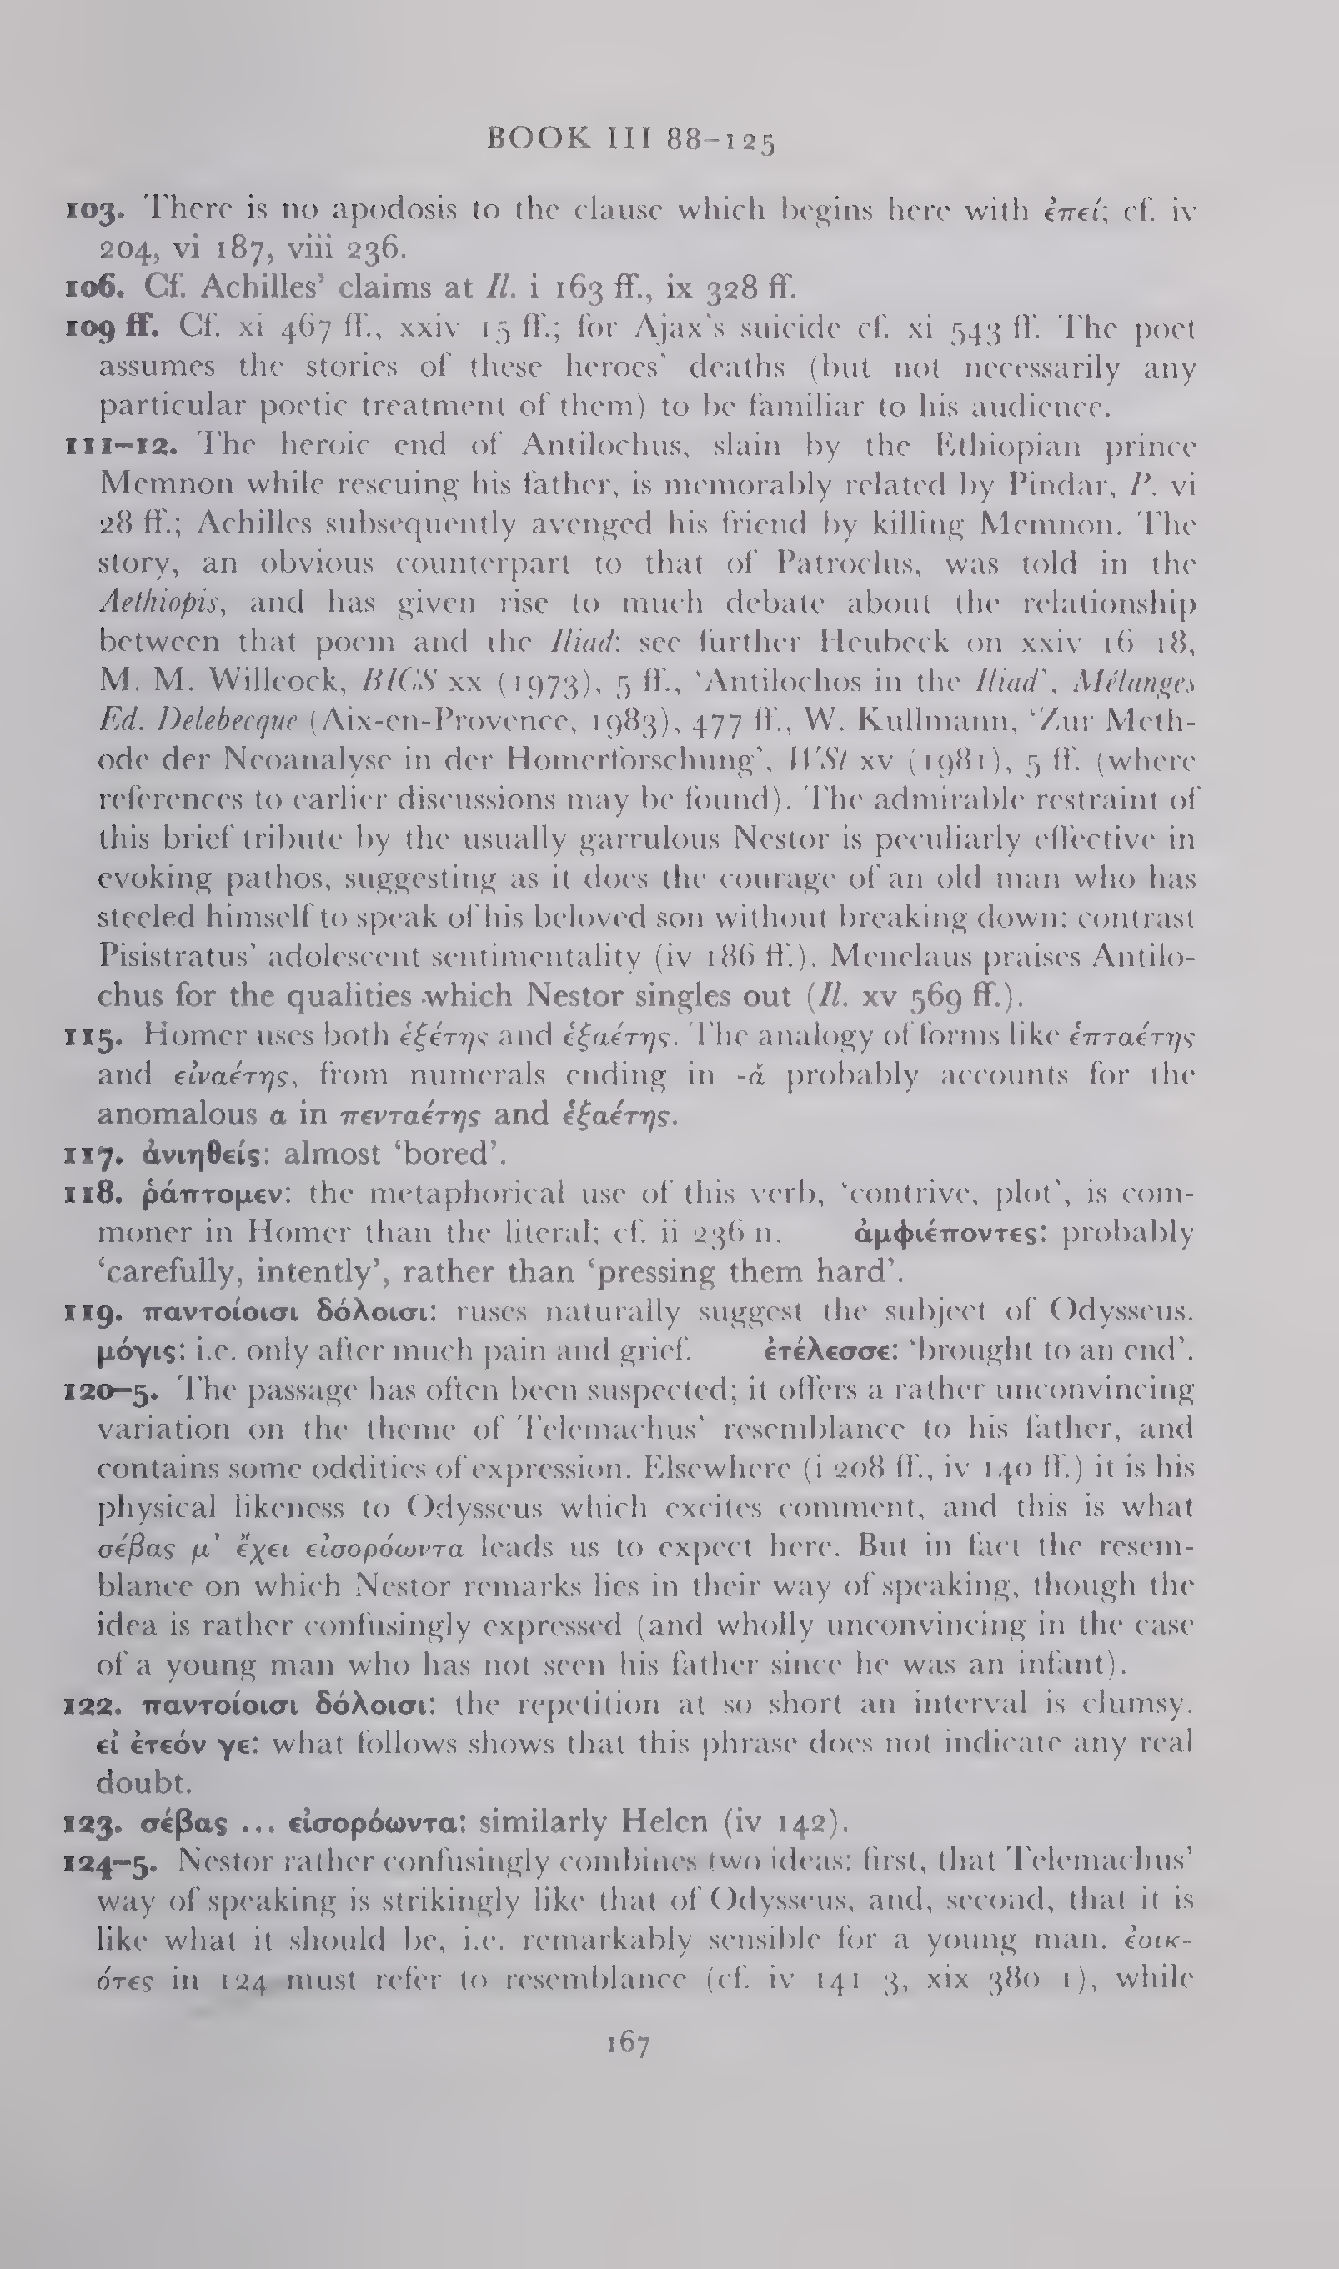 BOOK III 88–125
103. There is no apodosis to the clause which begins here with ἐπεί; cf. iv
204, vi 187, viii 236.
106. Cf. Achilles’ claims at Il. i 163 ff., ix 328 ff.
109 ff. Cf. xi 467 ff., xxiv 15 ff.; for Ajax’s suicide cf. xi 543 ff. The poet
assumes the stories of these heroes’ deaths (but not necessarily any
particular poetic treatment of them) to be familiar to his audience.
111–12. The heroic end of Antilochus, slain by the Ethiopian prince
Memnon while rescuing his father, is memorably related by Pindar, P. vi
28 ff.; Achilles subsequently avenged his friend by killing Memnon. The
story, an obvious counterpart to that of Patroclus, was told in the
Aethiopis, and has given rise to much debate about the relationship
between that poem and the Iliad: see further Heubeck on xxiv 16–18,
M. M. Willcock, BICS xx (1973), 5 ff., ‘Antilochos in the Iliad’, Mélanges
Ed. Delebecque (Aix-en-Provence, 1983), 477 ff., W. Kullmann, ‘Zur Meth-
ode der Neoanalyse in der Homerforschung’, WSt xv (1981), 5 ff. (where
references to earlier discussions may be found). The admirable restraint of
this brief tribute by the usually garrulous Nestor is peculiarly effective in
evoking pathos, suggesting as it does the courage of an old man who has
steeled himself to speak of his beloved son without breaking down: contrast
Pisistratus’ adolescent sentimentality (iv 186 ff.). Menelaus praises Antilo-
chus for the qualities which Nestor singles out (Il. xv 569 ff.).
115. Homer uses both ἑξέτης and ἑξαέτης. The analogy of forms like ἑπταέτης
and εἰναέτης, from numerals ending in -ά probably accounts for the
anomalous α in πενταέτης and ἑξαέτης.
117. ἀνιηθείς: almost ‘bored’.
118. ῥάπτομεν: the metaphorical use of this verb, ‘contrive, plot’, is com-
moner in Homer than the literal; cf. ii 236 n. ἀμφιέποντες: probably
‘carefully, intently’, rather than ‘pressing them hard’.
119. παντοίοισι δόλοισι: ruses naturally suggest the subject of Odysseus.
μόγις: i.e. only after much pain and grief. ἐτέλεσσε: ‘brought to an end’.
120–5. The passage has often been suspected; it offers a rather unconvincing
variation on the theme of Telemachus’ resemblance to his father, and
contains some oddities of expression. Elsewhere (i 208 ff., iv 140 ff.) it is his
physical likeness to Odysseus which excites comment, and this is what
σέβας μ’ ἔχει εἰσορόωντα leads us to expect here. But in fact the resem-
blance on which Nestor remarks lies in their way of speaking, though the
idea is rather confusingly expressed (and wholly unconvincing in the case
of a young man who has not seen his father since he was an infant).
122. παντοίοισι δόλοισι: the repetition at so short an interval is clumsy.
εἰ ἐτεόν γε: what follows shows that this phrase does not indicate any real
doubt.
123. σέβας ... εἰσορόωντα: similarly Helen (iv 142).
124–5. Nestor rather confusingly combines two ideas: first, that Telemachus’
way of speaking is strikingly like that of Odysseus, and, second, that it is
like what it should be, i.e. remarkably sensible for a young man. ἐοικ-
ότες in 124 must refer to resemblance (cf. iv 141–3, xix 380–1), while
167